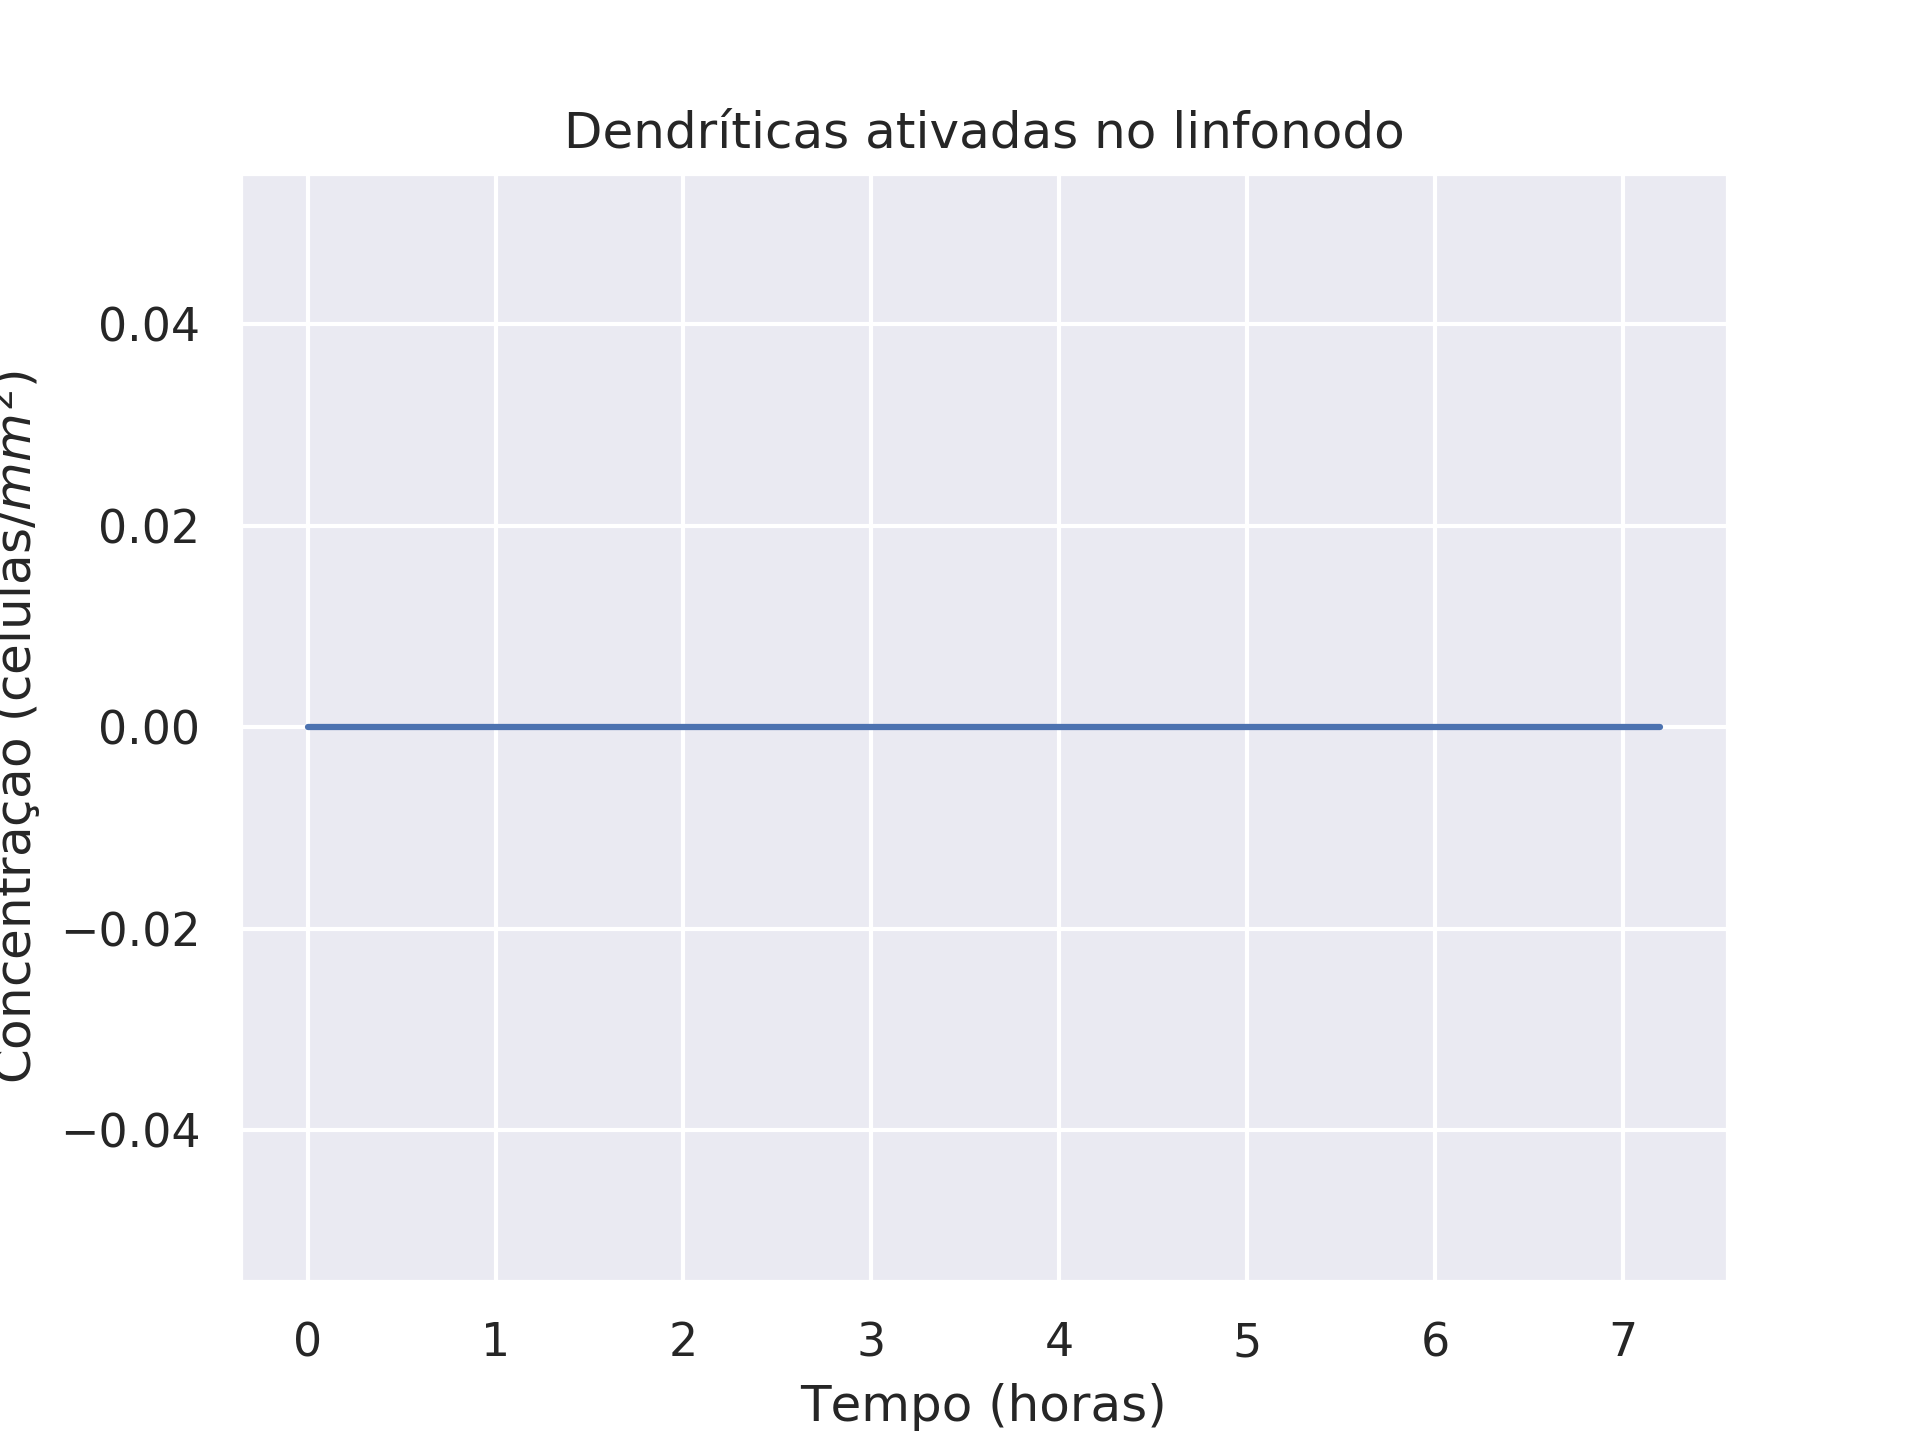 Dendríticas ativadas no linfonodo
Concentraçao (celulas/mm²)
0.04
0.02
0.00
−0.02
−0.04
0 1 2 3 4 5 6 7
Tempo (horas)